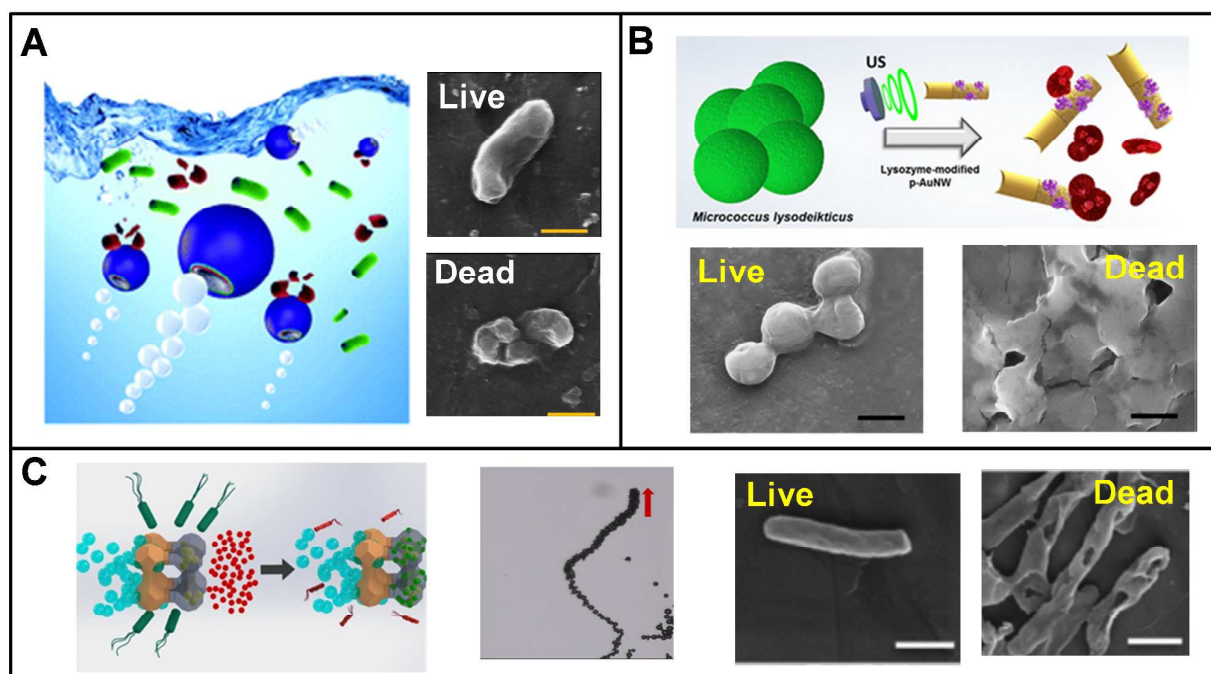 A
Live
Dead
B
US
Lysozyme-modified
p-AuNW
Micrococcus lysodeikticus
Live
Dead
C
Live
Dead